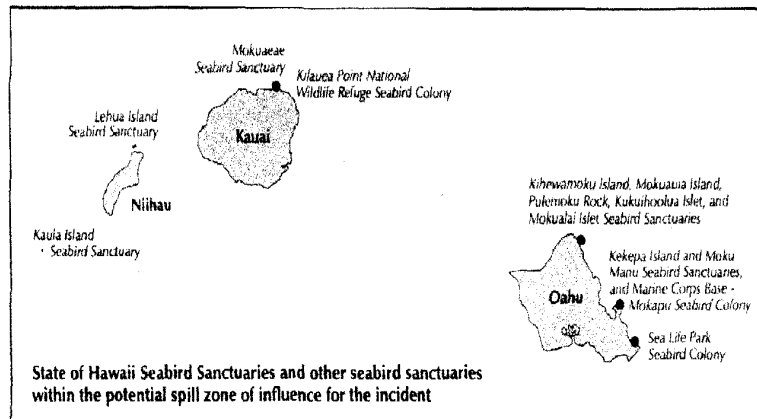 Mokuaeae
Seabird Sanctuary
Kilauea Point National
Wildlife Refuge Seabird Colony
Lehua Island
Seabird Sanctuary
Kauai
Niihau
Kaula Island
Seabird Sanctuary
Kihewamoku Island, Mokuauia Island,
Pulemoku Rock, Kukuihoolua Islet, and
Mokualai Islet Seabird Sanctuaries
Kekepa Island and Moku
Manu Seabird Sanctuaries,
and Marine Corps Base -
Mokapu Seabird Colony
Oahu
Sea Life Park
Seabird Colony
State of Hawaii Seabird Sanctuaries and other seabird sanctuaries
within the potential spill zone of influence for the incident